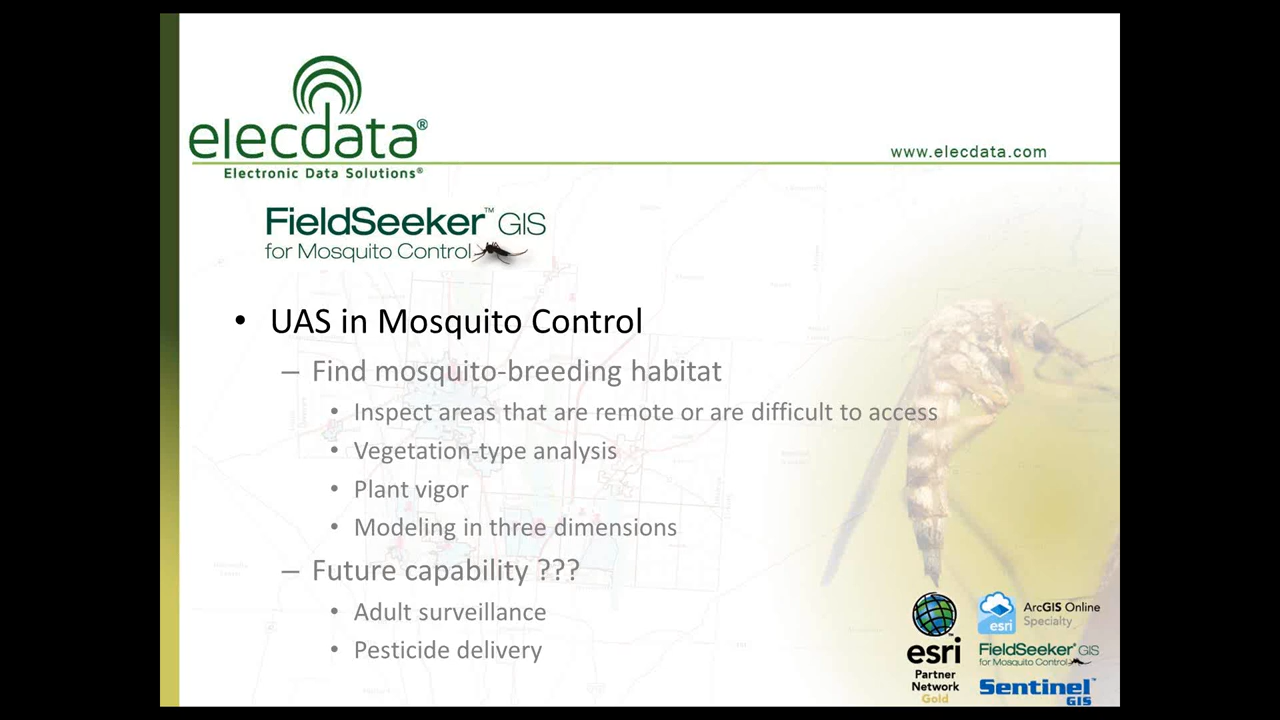 elecdata®
Electronic Data Solutions®
www.elecdata.com
FieldSeeker™ GIS
for Mosquito Control
• UAS in Mosquito Control
– Find mosquito-breeding habitat
• Inspect areas that are remote or are difficult to access
• Vegetation-type analysis
• Plant vigor
• Modeling in three dimensions
– Future capability ???
• Adult surveillance
• Pesticide delivery
esri™
Partner
Network
Gold
esri
ArcGIS Online
Specialty
FieldSeeker GIS
for Mosquito Control
Sentinel™
GIS